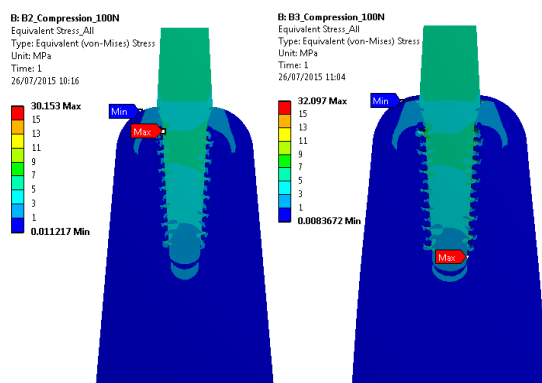 B: B2_Compression_100N
Equivalent Stress_All
Type: Equivalent (von-Mises) Stress
Unit: MPa
Time: 1
26/07/2015 10:16
30.153 Max
15
13
11
9
7
5
3
1
0.011217 Min
Min
Max
B: B3_Compression_100N
Equivalent Stress_All
Type: Equivalent (von-Mises) Stress
Unit: MPa
Time: 1
26/07/2015 11:04
32.097 Max
15
13
11
9
7
5
3
1
0.0083672 Min
Min
Max